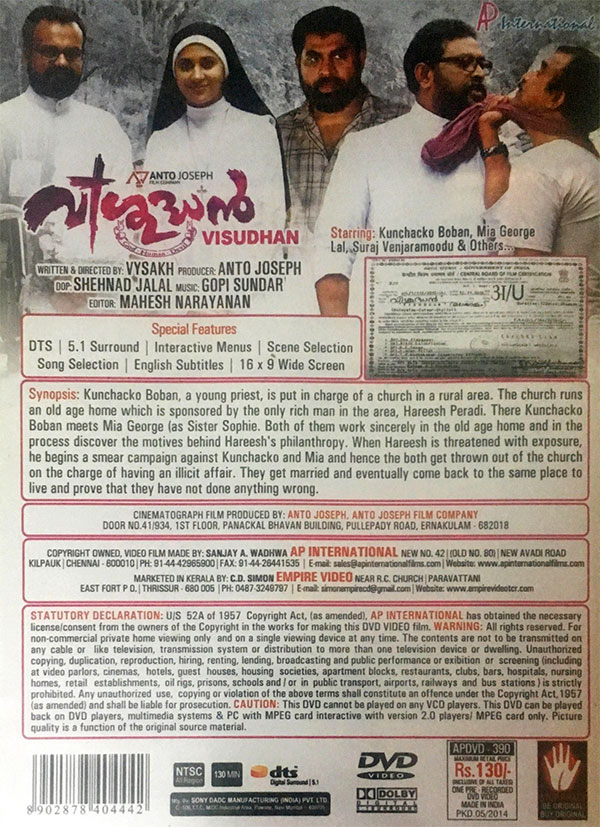 AP International
ANTO JOSEPH
FILM COMPANY
വിശുദ്ധൻ
VISUDHAN
Starring: Kunchacko Boban, Mia George
Lal, Suraj Venjaramoodu & Others...
WRITTEN & DIRECTED BY: VYSAKH PRODUCER: ANTO JOSEPH
DOP: SHEHNAD JALAL MUSIC: GOPI SUNDAR
EDITOR: MAHESH NARAYANAN
GOVERNMENT OF INDIA
CENTRAL BOARD OF FILM CERTIFICATION
Special Features
DTS | 5.1 Surround | Interactive Menus | Scene Selection
Song Selection | English Subtitles | 16 x 9 Wide Screen
Synopsis: Kunchacko Boban, a young priest, is put in charge of a church in a rural area. The church runs
an old age home which is sponsored by the only rich man in the area, Hareesh Peradi. There Kunchacko
Boban meets Mia George (as Sister Sophie. Both of them work sincerely in the old age home and in the
process discover the motives behind Hareesh's philanthropy. When Hareesh is threatened with exposure,
he begins a smear campaign against Kunchacko and Mia and hence the both get thrown out of the church
on the charge of having an illicit affair. They get married and eventually come back to the same place to
live and prove that they have not done anything wrong.
CINEMATOGRAPH FILM PRODUCED BY: ANTO JOSEPH, ANTO JOSEPH FILM COMPANY
DOOR NO.41/934, 1ST FLOOR, PANACKAL BHAVAN BUILDING, PULLEPADY ROAD, ERNAKULAM - 682018
COPYRIGHT OWNED, VIDEO FILM MADE BY: SANJAY A. WADHWA AP INTERNATIONAL NEW NO. 42 (OLD NO. 80) | NEW AVADI ROAD
KILPAUK | CHENNAI - 600010 | PH: 91-44-42965900 | FAX: 91-44-26441535 | E-mail: sales@apinternationalfilms.com | Website: www.apinternationalfilms.com
MARKETED IN KERALA BY: C.D. SIMON EMPIRE VIDEO NEAR R.C. CHURCH | PARAVATTANI
EAST FORT P O. | THRISSUR - 680 005 | PH: 0487-3249797 | E-mail: simonempirecd@gmail.com | Website: www.empirevideotcr.com
STATUTORY DECLARATION: U/S 52A of 1957 Copyright Act, (as amended), AP INTERNATIONAL has obtained the necessary
license/consent from the owners of the Copyright in the works for making this DVD VIDEO film. WARNING: All rights reserved. For
non-commercial private home viewing only and on a single viewing device at any time. The contents are not to be transmitted on
any cable or like television, transmission system or distribution to more than one television device or dwelling. Unauthorized
copying, duplication, reproduction, hiring, renting, lending, broadcasting and public performance or exibition or screening (including
at video parlors, cinemas, hotels, guest houses, housing societies, apartment blocks, restaurants, clubs, bars, hospitals, nursing
homes, retail establishments, oil rigs, prisons, schools and / or in public transport, airports, railways and bus stations ) is strictly
prohibited. Any unauthorized use, copying or violation of the above terms shall constitute an offence under the Copyright Act,1957
(as amended) and shall be liable for prosecution. CAUTION: This DVD cannot be played on any VCO players. This DVD can be played
back on DVD players, multimedia systems & PC with MPEG card interactive with version 2.0 players/ MPEG card only. Picture
quality is a function of the original source material.
8902878404442
NTSC
All Region
130 MIN
dts
Digital Surround | 5.1
Mfg. By: SONY DADC MANUFACTURING (INDIA) PVT. LTD.
DVD
VIDEO
DOLBY
DIGITAL
APDVD - 390
MAXIMUM RETAIL PRICE
Rs.130/-
(INCLUSIVE OF ALL TAXES)
ONE PRE - RECORDED
DVD VIDEO
MADE IN INDIA
PKD.05/2014
BE ORIGINAL
BUY ORIGINAL